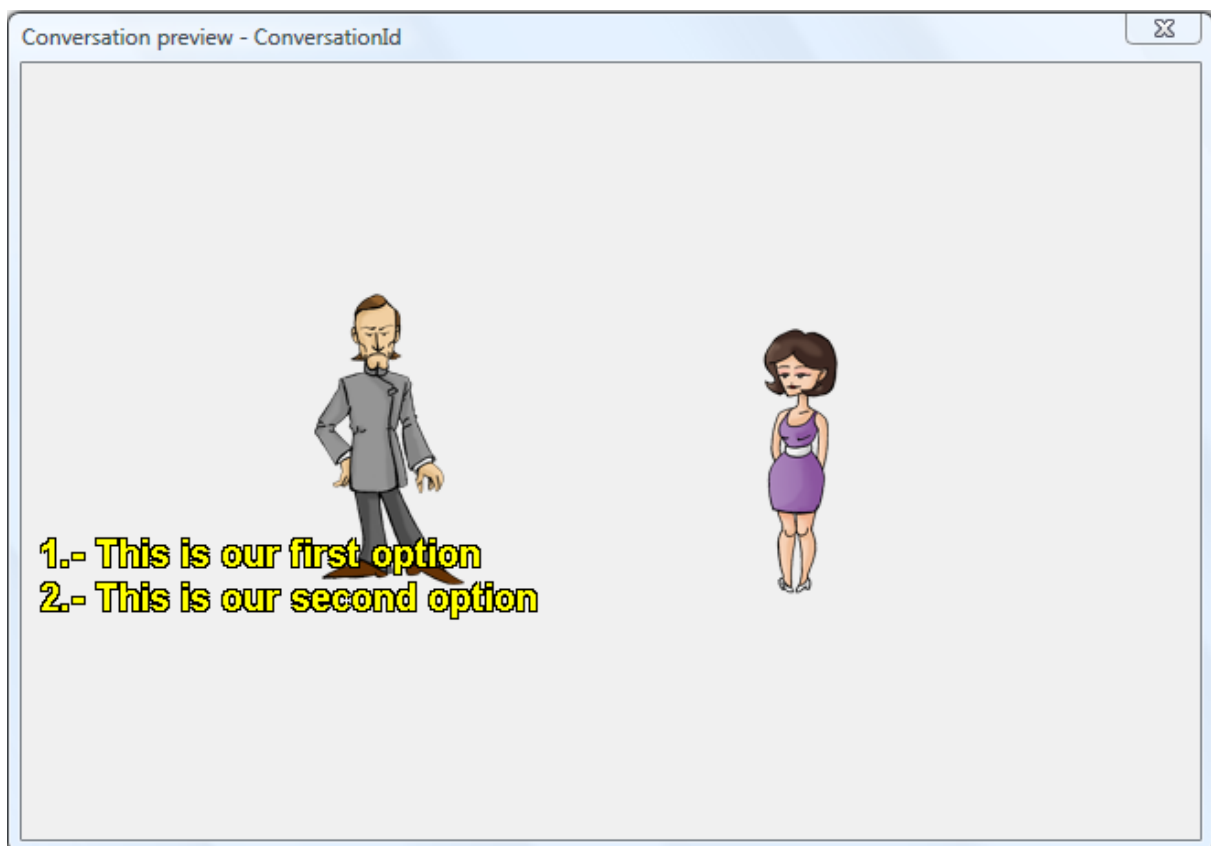 Conversation preview - ConversationId
1.- This is our first option
2.- This is our second option